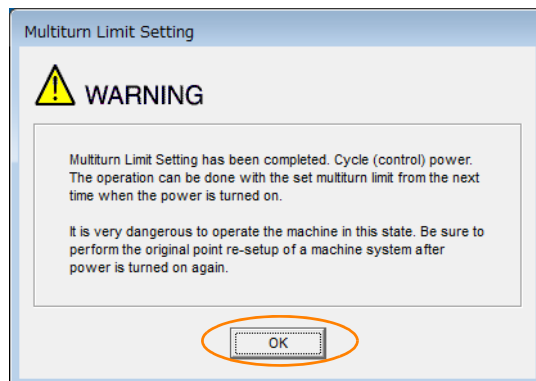 Multiturn Limit Setting
WARNING
Multiturn Limit Setting has been completed. Cycle (control) power.
The operation can be done with the set multiturn limit from the next
time when the power is turned on.
It is very dangerous to operate the machine in this state. Be sure to
perform the original point re-setup of a machine system after
power is turned on again.
OK